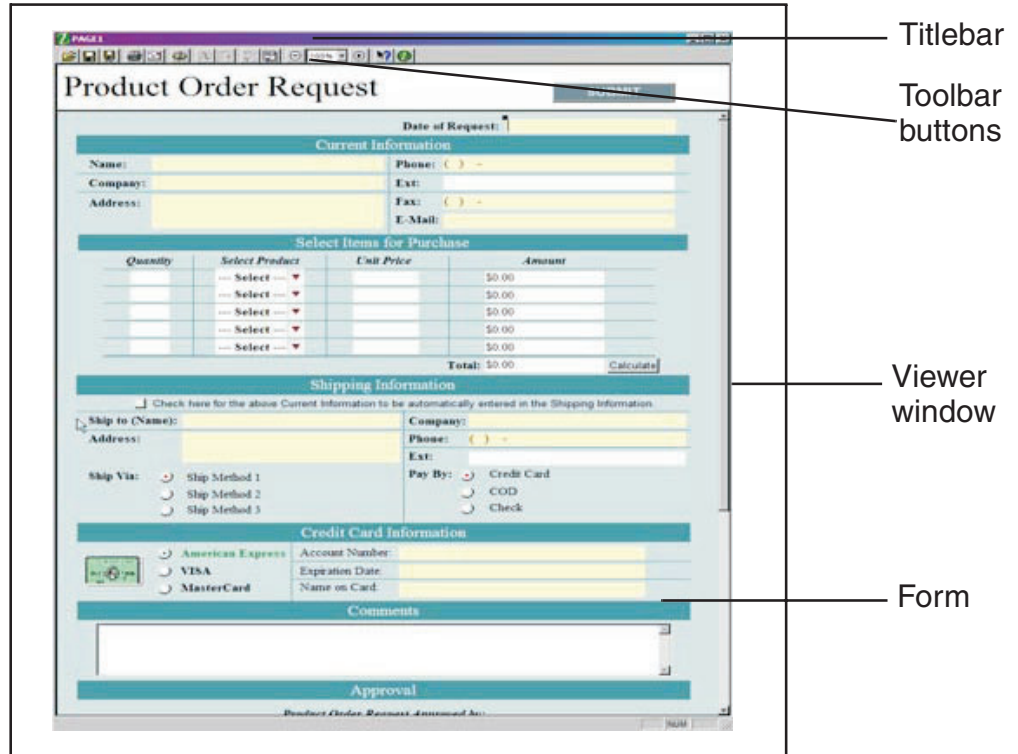 PAGE1
Titlebar
100%
Product Order Request
SUBMIT
Toolbar
buttons
Date of Request:
Current Information
Name:
Phone: ( ) -
Company:
Ext:
Address:
Fax: ( ) -
E-Mail:
Select Items for Purchase
Quantity Select Product Unit Price Amount
--- Select --- $0.00
--- Select --- $0.00
--- Select --- $0.00
--- Select --- $0.00
--- Select --- $0.00
Total: $0.00 Calculate
Viewer
window
Shipping Information
Check here for the above Current Information to be automatically entered in the Shipping Information.
Ship to (Name): Company:
Address: Phone: ( ) -
Ext:
Ship Via: Ship Method 1 Pay By: Credit Card
Ship Method 2 COD
Ship Method 3 Check
Credit Card Information
American Express Account Number:
VISA Expiration Date:
MasterCard Name on Card:
Form
Comments
Approval
Product Order Request Approved by:
NUM